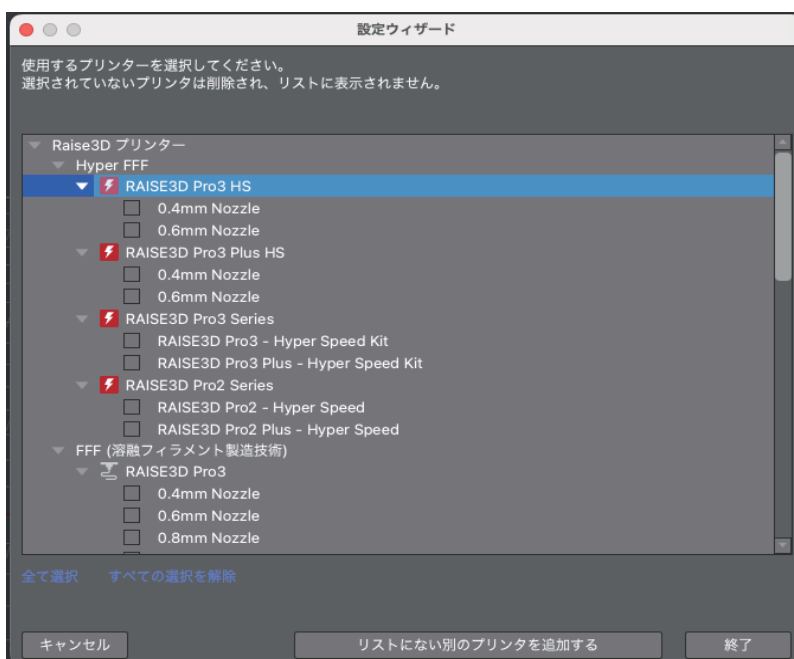 設定ウィザード
使用するプリンターを選択してください。
選択されていないプリンタは削除され、リストに表示されません。
Raise3D プリンター
Hyper FFF
RAISE3D Pro3 HS
0.4mm Nozzle
0.6mm Nozzle
RAISE3D Pro3 Plus HS
0.4mm Nozzle
0.6mm Nozzle
RAISE3D Pro3 Series
RAISE3D Pro3 - Hyper Speed Kit
RAISE3D Pro3 Plus - Hyper Speed Kit
RAISE3D Pro2 Series
RAISE3D Pro2 - Hyper Speed
RAISE3D Pro2 Plus - Hyper Speed
FFF (溶融フィラメント製造技術)
RAISE3D Pro3
0.4mm Nozzle
0.6mm Nozzle
0.8mm Nozzle
全て選択 すべての選択を解除
キャンセル リストにない別のプリンタを追加する 終了